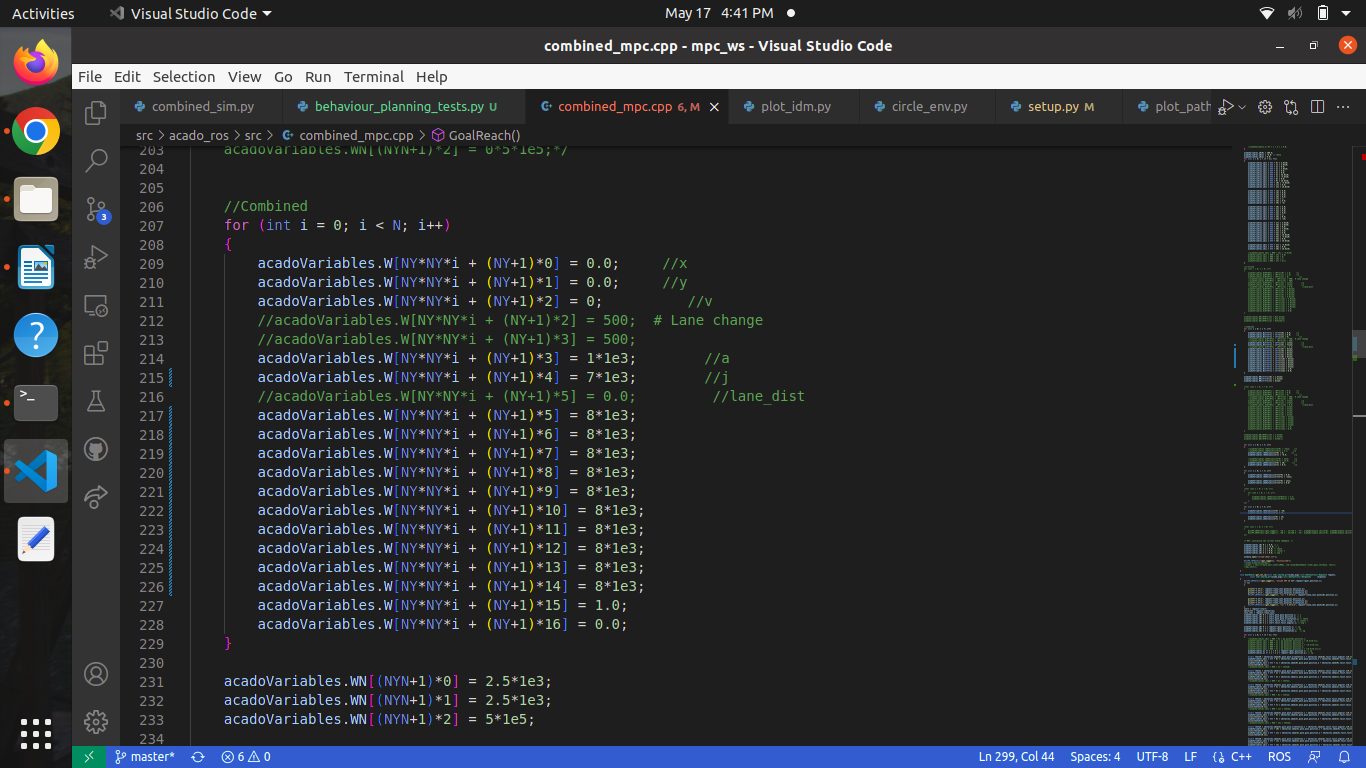 Activities Visual Studio Code May 17 4:41 PM
combined_mpc.cpp - mpc_ws - Visual Studio Code
File Edit Selection View Go Run Terminal Help
combined_sim.py behaviour_planning_tests.py U combined_mpc.cpp 6, M plot_idm.py circle_env.py setup.py M plot_path
src > acado_ros > src > combined_mpc.cpp > GoalReach()
203 acadoVariables.WN[(NYN+1)*2] = 0*5*1e5;*/
204
205
206 //Combined
207 for (int i = 0; i < N; i++)
208 {
209 acadoVariables.W[NY*NY*i + (NY+1)*0] = 0.0; //x
210 acadoVariables.W[NY*NY*i + (NY+1)*1] = 0.0; //y
211 acadoVariables.W[NY*NY*i + (NY+1)*2] = 0; //v
212 //acadoVariables.W[NY*NY*i + (NY+1)*2] = 500; # Lane change
213 //acadoVariables.W[NY*NY*i + (NY+1)*3] = 500;
214 acadoVariables.W[NY*NY*i + (NY+1)*3] = 1*1e3; //a
215 acadoVariables.W[NY*NY*i + (NY+1)*4] = 7*1e3; //j
216 //acadoVariables.W[NY*NY*i + (NY+1)*5] = 0.0; //lane_dist
217 acadoVariables.W[NY*NY*i + (NY+1)*5] = 8*1e3;
218 acadoVariables.W[NY*NY*i + (NY+1)*6] = 8*1e3;
219 acadoVariables.W[NY*NY*i + (NY+1)*7] = 8*1e3;
220 acadoVariables.W[NY*NY*i + (NY+1)*8] = 8*1e3;
221 acadoVariables.W[NY*NY*i + (NY+1)*9] = 8*1e3;
222 acadoVariables.W[NY*NY*i + (NY+1)*10] = 8*1e3;
223 acadoVariables.W[NY*NY*i + (NY+1)*11] = 8*1e3;
224 acadoVariables.W[NY*NY*i + (NY+1)*12] = 8*1e3;
225 acadoVariables.W[NY*NY*i + (NY+1)*13] = 8*1e3;
226 acadoVariables.W[NY*NY*i + (NY+1)*14] = 8*1e3;
227 acadoVariables.W[NY*NY*i + (NY+1)*15] = 1.0;
228 acadoVariables.W[NY*NY*i + (NY+1)*16] = 0.0;
229 }
230
231 acadoVariables.WN[(NYN+1)*0] = 2.5*1e3;
232 acadoVariables.WN[(NYN+1)*1] = 2.5*1e3;
233 acadoVariables.WN[(NYN+1)*2] = 5*1e5;
234
3
master* 6 0 Ln 299, Col 44 Spaces: 4 UTF-8 LF {} C++ ROS